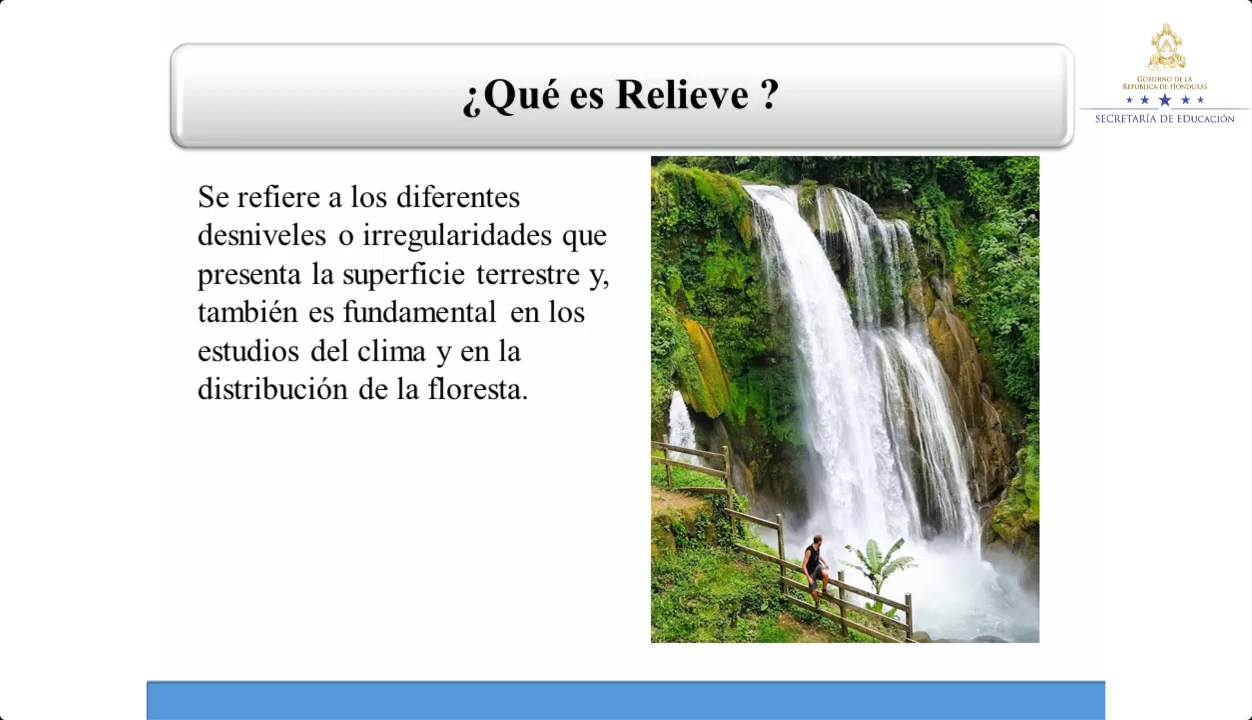 ¿Qué es Relieve ?
GOBIERNO DE LA
REPÚBLICA DE HONDURAS
SECRETARÍA DE EDUCACIÓN
Se refiere a los diferentes
desniveles o irregularidades que
presenta la superficie terrestre y,
también es fundamental en los
estudios del clima y en la
distribución de la floresta.